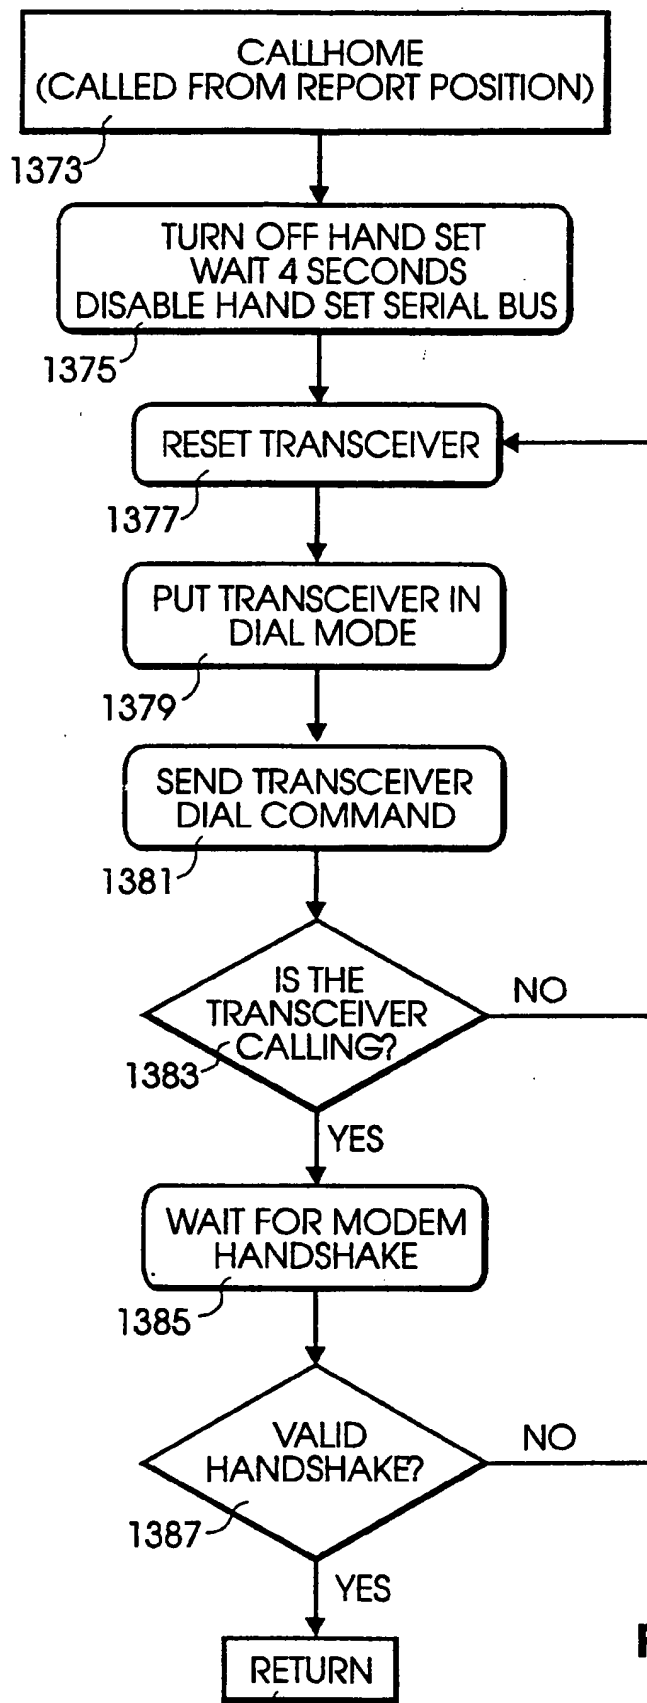 CALLHOME
(CALLED FROM REPORT POSITION)
1373
TURN OFF HAND SET
WAIT 4 SECONDS
DISABLE HAND SET SERIAL BUS
1375
RESET TRANSCEIVER
1377
PUT TRANSCEIVER IN
DIAL MODE
1379
SEND TRANSCEIVER
DIAL COMMAND
1381
IS THE
TRANSCEIVER
CALLING?
NO
1383
YES
WAIT FOR MODEM
HANDSHAKE
1385
VALID
HANDSHAKE?
NO
1387
YES
RETURN